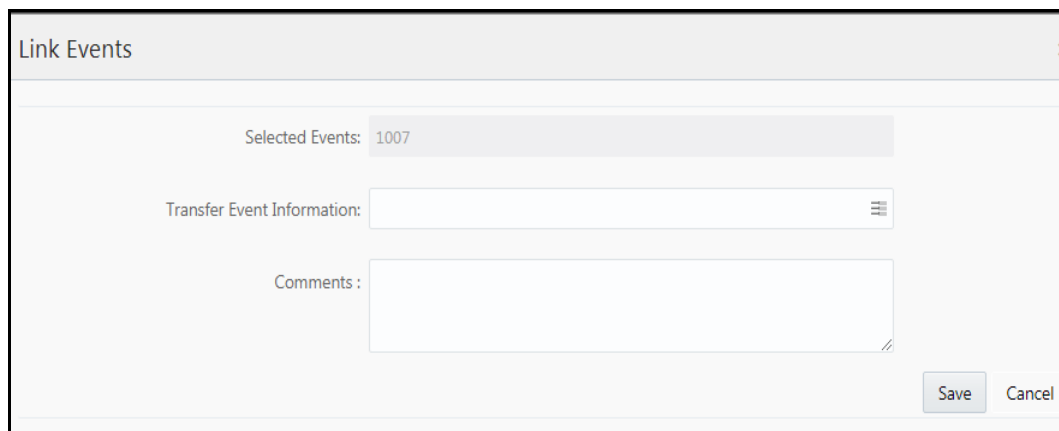 Link Events
Selected Events: 1007
Transfer Event Information:
Comments :
Save Cancel